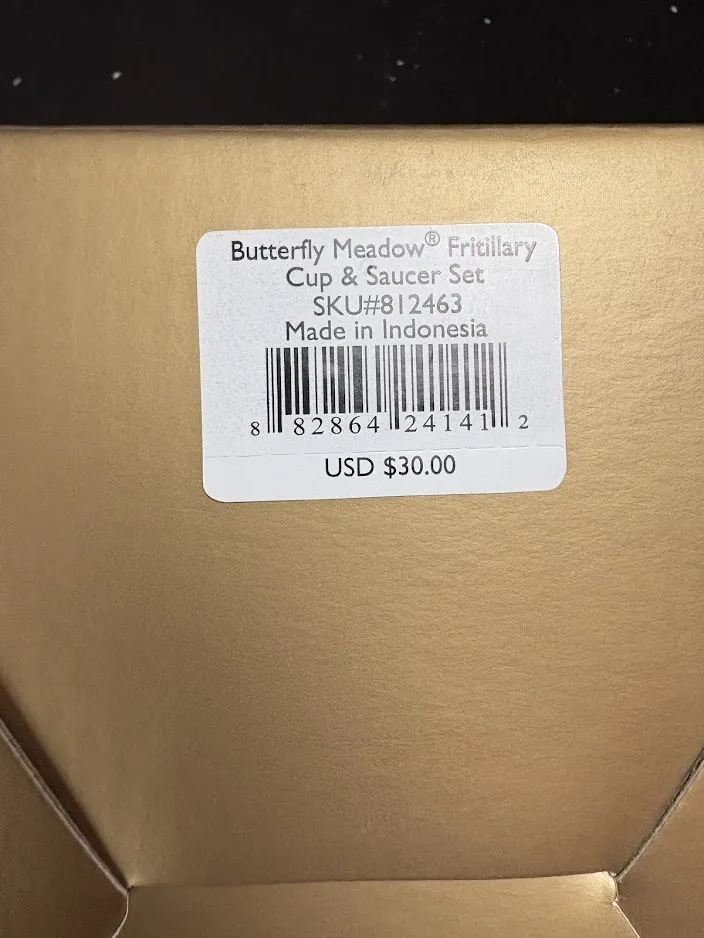 Butterfly Meadow® Fritillary
Cup & Saucer Set
SKU#812463
Made in Indonesia
8 82864 24141 2
USD $30.00